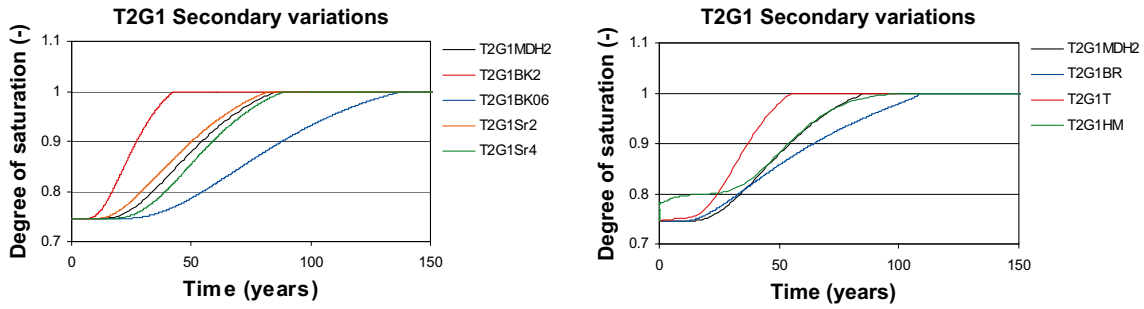 T2G1 Secondary variations
Degree of saturation (-)
1.1
1
0.9
0.8
0.7
0
50
100
150
Time (years)
T2G1MDH2
T2G1BK2
T2G1BK06
T2G1Sr2
T2G1Sr4
T2G1 Secondary variations
Degree of saturation (-)
1.1
1
0.9
0.8
0.7
0
50
100
150
Time (years)
T2G1MDH2
T2G1BR
T2G1T
T2G1HM